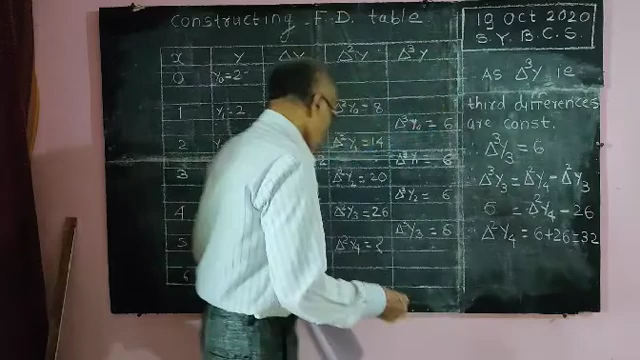 Constructing F.D. table
19 Oct 2020
S.Y.B.C.S.
x y Δy Δ²y Δ³y
0 y₀=2
1 y₁=2 Δ²y₀=8
Δ³y₀=6
2 Δ²y₁=14
Δ³y₁=6
3 Δ²y₂=20
Δ³y₂=6
4 Δ²y₃=26
Δ³y₃=6
5 Δ²y₄=?
6
As Δ³y ie
third differences
are const.
∴ Δ³y₃=6
∴ Δ³y₃=Δ²y₄-Δ²y₃
6=Δ²y₄-26
∴ Δ²y₄=6+26=32